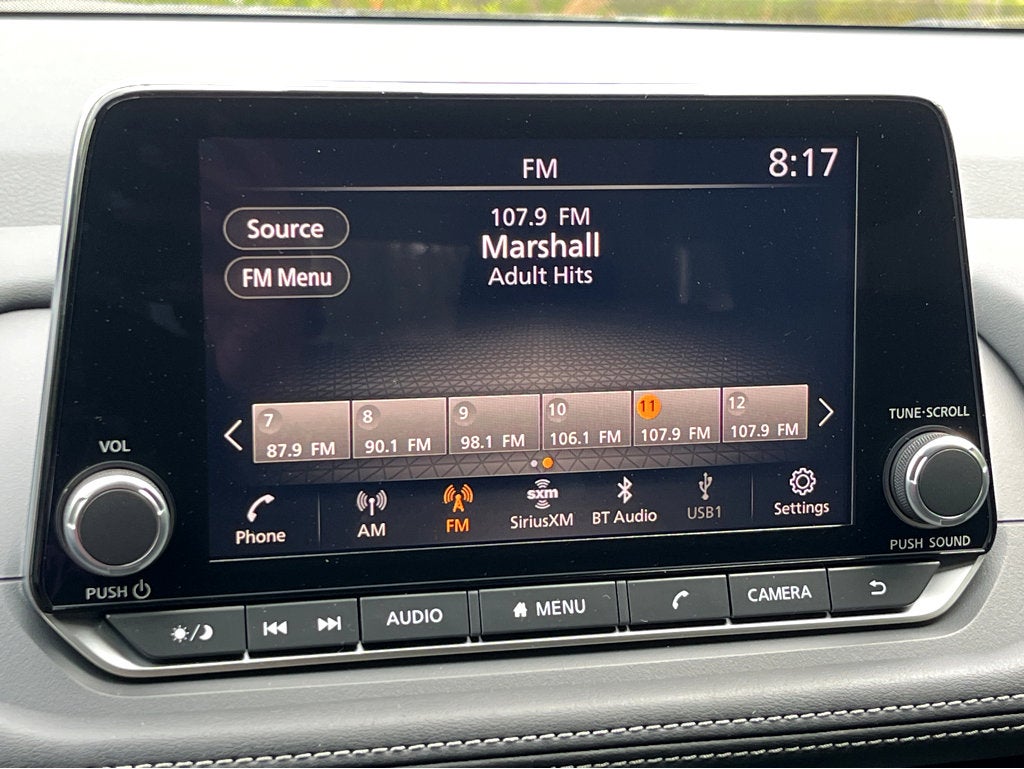 FM
8:17
Source
FM Menu
107.9 FM
Marshall
Adult Hits
7
87.9 FM
8
90.1 FM
9
98.1 FM
10
106.1 FM
11
107.9 FM
12
107.9 FM
VOL
PUSH
TUNE·SCROLL
PUSH SOUND
Phone
AM
FM
sxm
SiriusXM
BT Audio
USB1
Settings
AUDIO
MENU
CAMERA